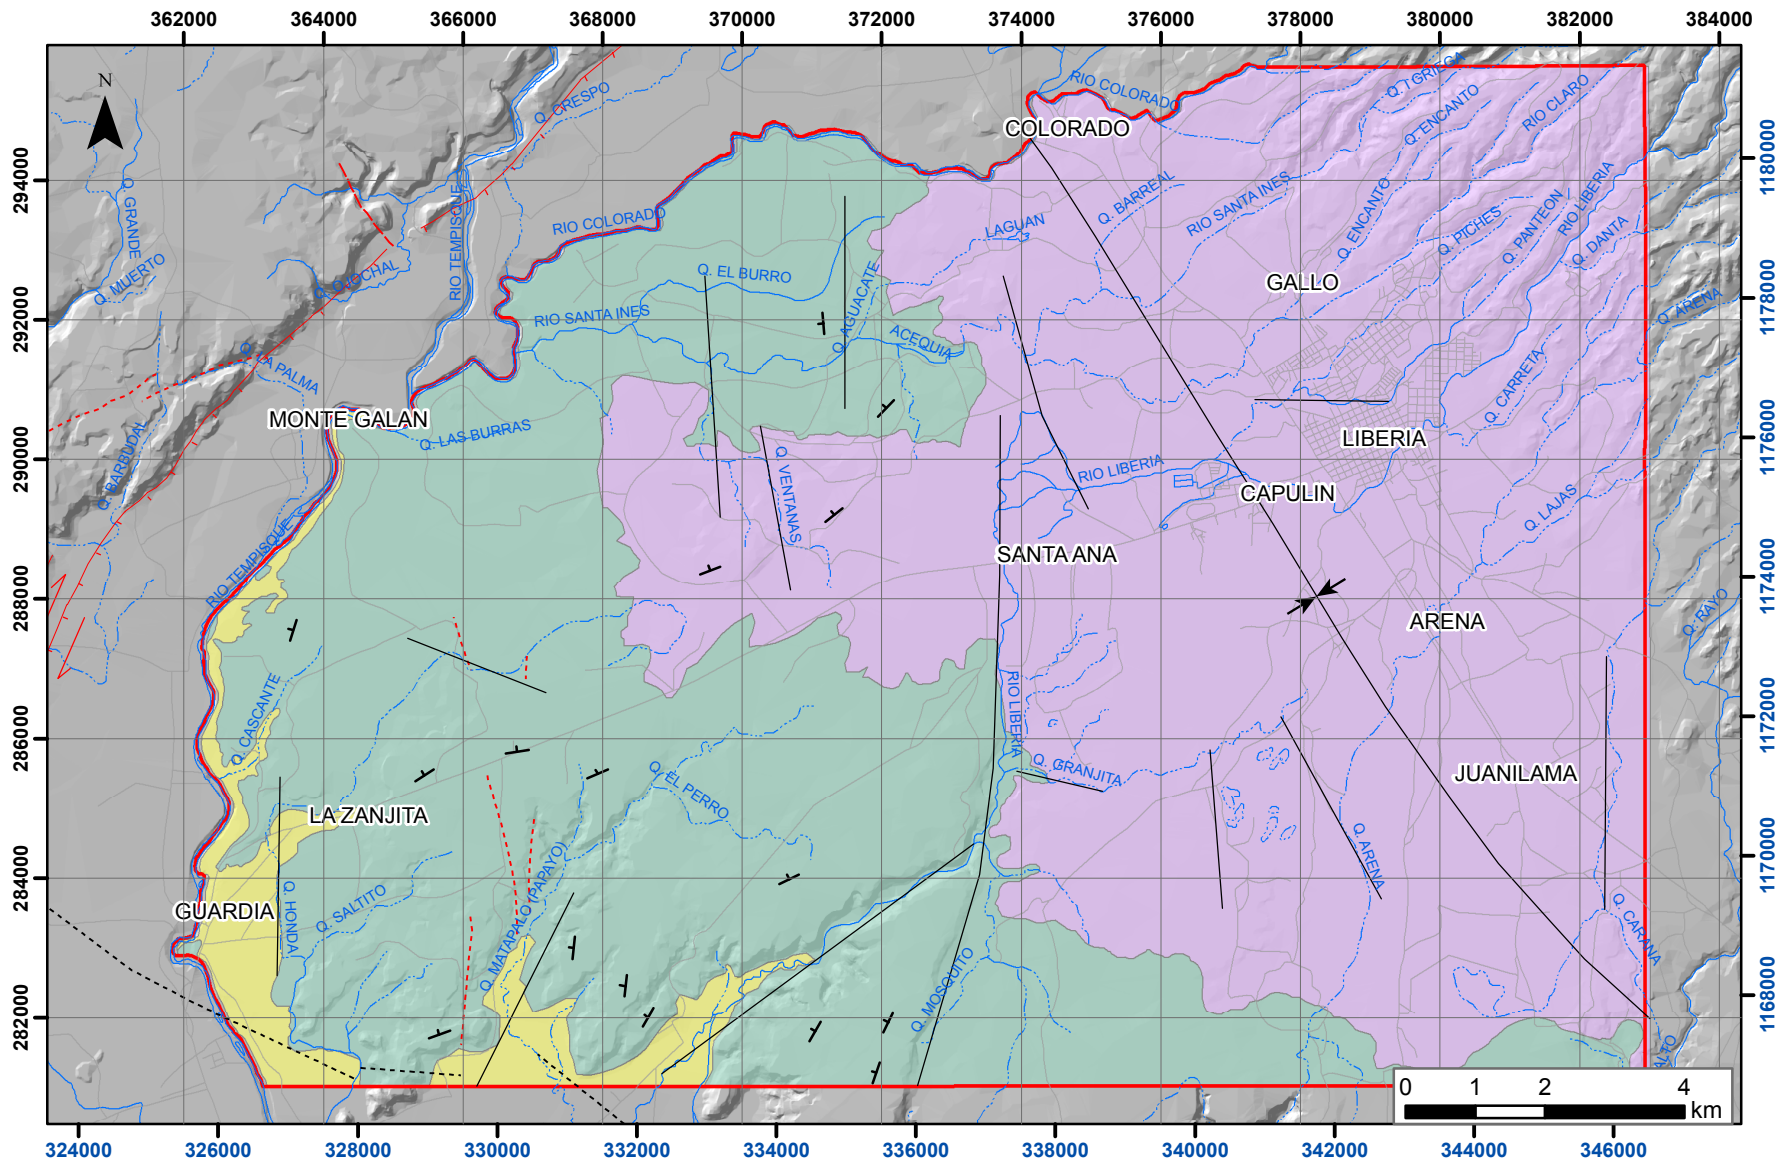 362000 364000 366000 368000 370000 372000 374000 376000 378000 380000 382000 384000
N
RIO COLORADO
Q. CRESPO
RIO CLARO
Q. ENCANTO
COLORADO
1180000
294000
Q. GRANDE
RIO TEMPISQUE
RIO COLORADO
LAGUAN
Q. BARREAL
RIO SANTA INES
Q. ENCANTO
Q. PICHES
Q. PANTEON
RIO LIBERIA
Q. DANTA
Q. MUERTO
Q. OJOCHAL
Q. EL BURRO
GALLO
1178000
292000
RIO SANTA INES
Q. AGUACATE
ACEQUIA
Q. ARENA
Q. LA PALMA
Q. CARRETA
MONTE GALAN
Q. LAS BURRAS
LIBERIA
1176000
290000
Q. BARBUDAL
Q. VENTANAS
RIO LIBERIA
CAPULIN
Q. LAJAS
RIO TEMPISQUE
SANTA ANA
1174000
288000
ARENA
Q. RAYO
Q. CASCANTE
RIO LIBERIA
1172000
286000
Q. GRANJITA
JUANILAMA
Q. EL PERRO
LA ZANJITA
Q. ARENA
1170000
284000
Q. MATAPALO (PAPAYO)
GUARDIA
Q. HONDA
Q. SALTITO
Q. CARANA
Q. MOSQUITO
1168000
282000
ALTO
0 1 2 4
km
324000 326000 328000 330000 332000 334000 336000 338000 340000 342000 344000 346000